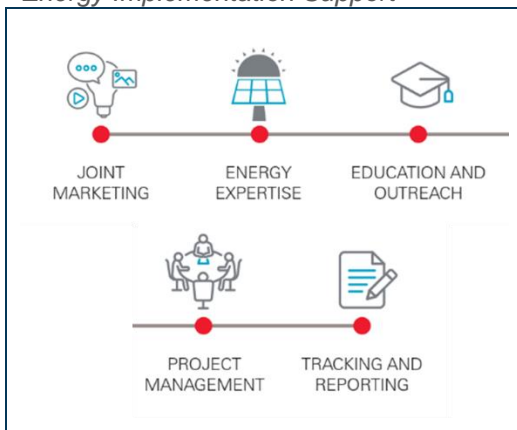 Energy Implementation Support
JOINT
MARKETING
ENERGY
EXPERTISE
EDUCATION AND
OUTREACH
PROJECT
MANAGEMENT
TRACKING AND
REPORTING